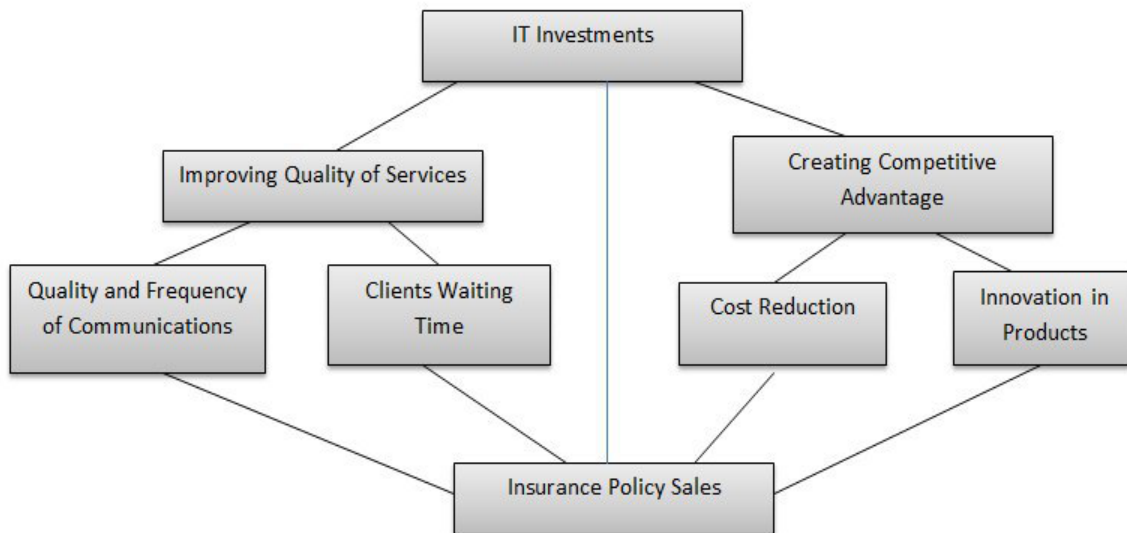 IT Investments
Improving Quality of Services
Creating Competitive
Advantage
Quality and Frequency
of Communications
Clients Waiting
Time
Cost Reduction
Innovation in
Products
Insurance Policy Sales